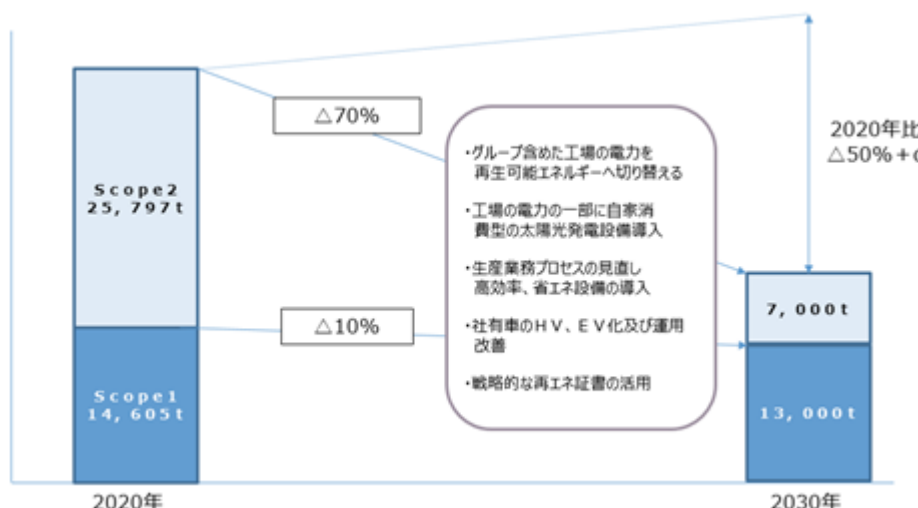 △70%
2020年比
△50%+α
・グループ含めた工場の電力を
再生可能エネルギーへ切り替える
・工場の電力の一部に自家消
費型の太陽光発電設備導入
・生産業務プロセスの見直し
高効率、省エネ設備の導入
・社有車のHV、EV化及び運用
改善
・戦略的な再エネ証書の活用
Scope2
25,797t
△10%
Scope1
14,605t
7,000t
13,000t
2020年
2030年